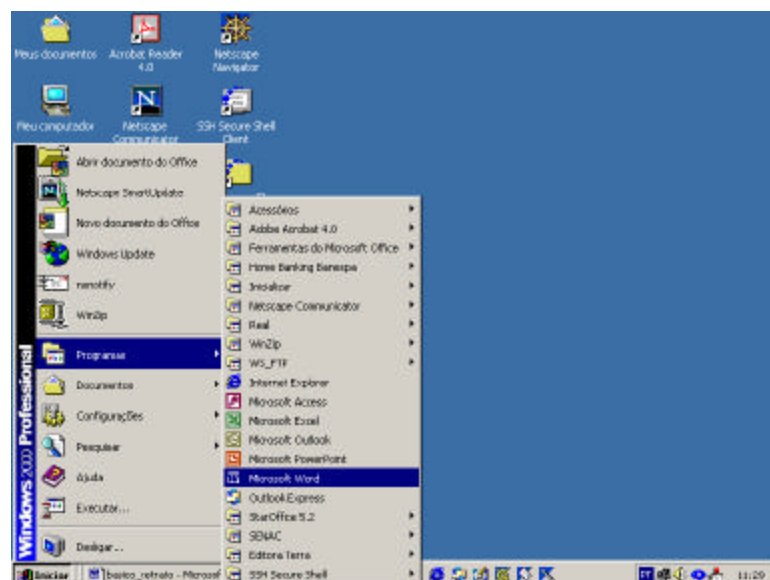 Meus documentos
Acrobat Reader
4.0
Netscape
Navigator
Meu computador
Netscape
Communicator
SSH Secure Shell
Client
Abrir documento do Office
Netscape SmartUpdate
Novo documento do Office
Windows Update
WinZip
Programas
Documentos
Configurações
Pesquisar
Ajuda
Executar...
Desligar...
Windows 2000 Professional
Acessórios
Adobe Acrobat 4.0
Ferramentas do Microsoft Office
Home Banking Banespa
Inicializar
Netscape Communicator
Real
WinZip
WS_FTP
Internet Explorer
Microsoft Access
Microsoft Excel
Microsoft Outlook
Microsoft PowerPoint
Microsoft Word
Outlook Express
StarOffice 5.2
SENAC
Editora Terra
SSH Secure Shell
Iniciar
basico_retrato - Microsof
11:29